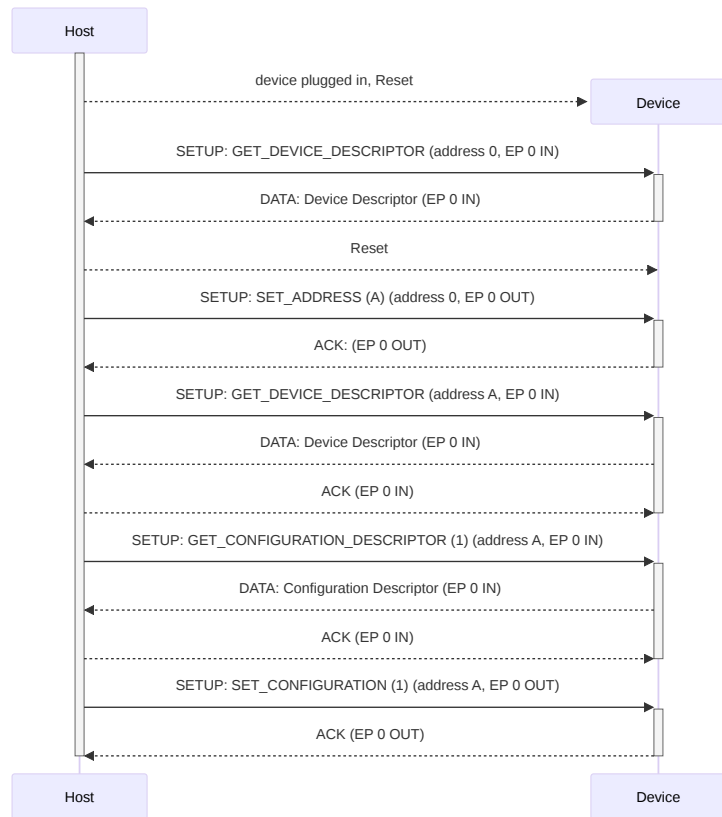 Host
device plugged in, Reset
Device
SETUP: GET_DEVICE_DESCRIPTOR (address 0, EP 0 IN)
DATA: Device Descriptor (EP 0 IN)
Reset
SETUP: SET_ADDRESS (A) (address 0, EP 0 OUT)
ACK: (EP 0 OUT)
SETUP: GET_DEVICE_DESCRIPTOR (address A, EP 0 IN)
DATA: Device Descriptor (EP 0 IN)
ACK (EP 0 IN)
SETUP: GET_CONFIGURATION_DESCRIPTOR (1) (address A, EP 0 IN)
DATA: Configuration Descriptor (EP 0 IN)
ACK (EP 0 IN)
SETUP: SET_CONFIGURATION (1) (address A, EP 0 OUT)
ACK (EP 0 OUT)
Host
Device